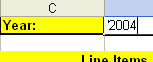 C
Year: '2004
Line Items